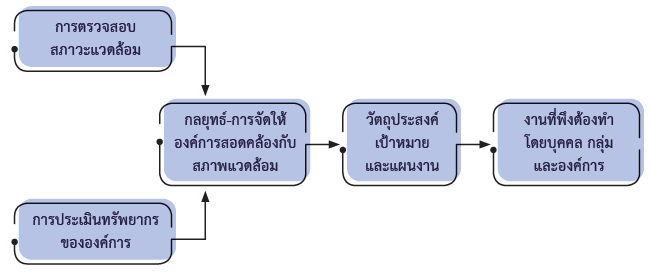 การตรวจสอบ
สภาวะแวดล้อม
กลยุทธ์-การจัดให้
องค์การสอดคล้องกับ
สภาพแวดล้อม
วัตถุประสงค์
เป้าหมาย
และแผนงาน
งานที่พึงต้องทำ
โดยบุคคล กลุ่ม
และองค์การ
การประเมินทรัพยากร
ขององค์การ